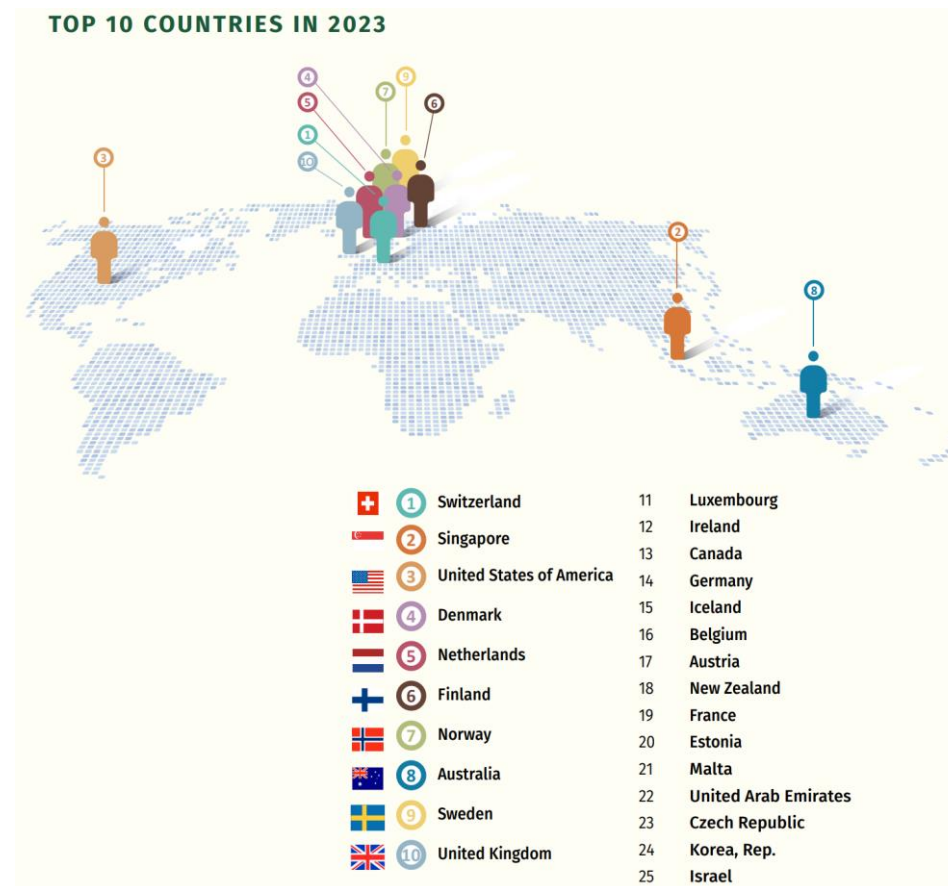 TOP 10 COUNTRIES IN 2023
4
9
7
5
6
1
10
3
2
8
1 Switzerland
2 Singapore
3 United States of America
4 Denmark
5 Netherlands
6 Finland
7 Norway
8 Australia
9 Sweden
10 United Kingdom
11 Luxembourg
12 Ireland
13 Canada
14 Germany
15 Iceland
16 Belgium
17 Austria
18 New Zealand
19 France
20 Estonia
21 Malta
22 United Arab Emirates
23 Czech Republic
24 Korea, Rep.
25 Israel